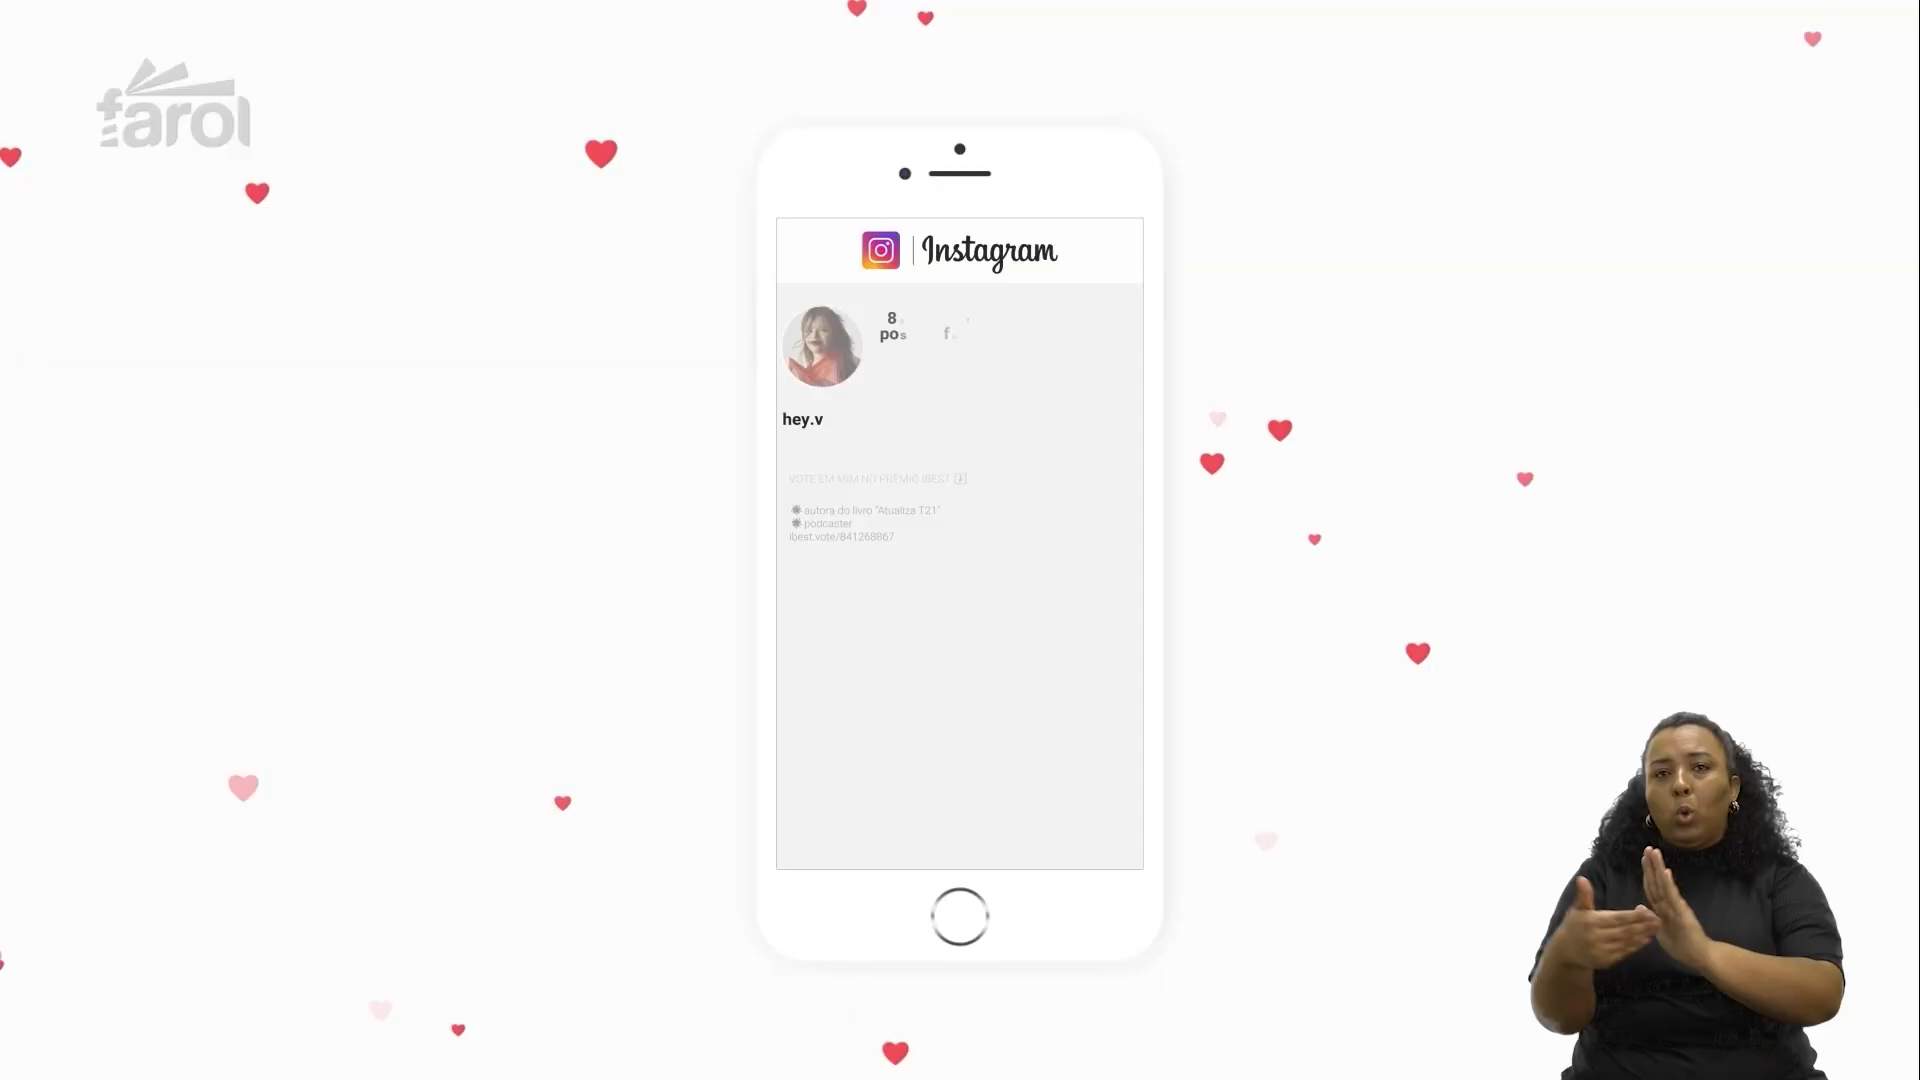 farol
Instagram
8
pos
f
hey.v
VOTE EM MIM NO PRÊMIO IBEST
autora do livro "Atualiza T21"
podcaster
ibest.vote/841268867